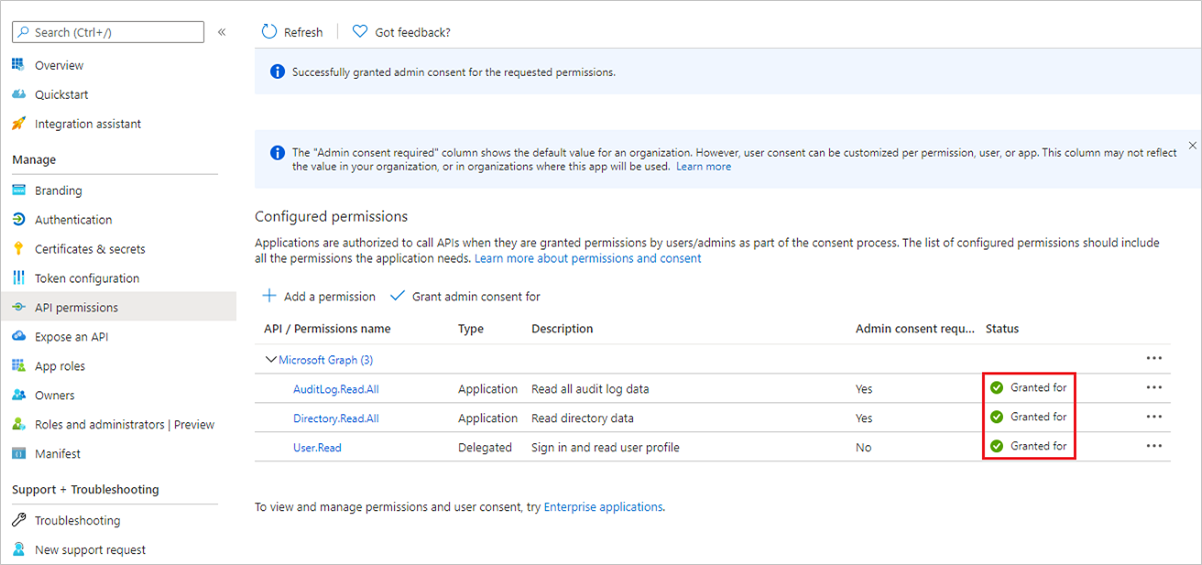 Search (Ctrl+/)
«
Overview
Quickstart
Integration assistant
Manage
Branding
Authentication
Certificates & secrets
Token configuration
API permissions
Expose an API
App roles
Owners
Roles and administrators | Preview
Manifest
Support + Troubleshooting
Troubleshooting
New support request
Refresh
Got feedback?
Successfully granted admin consent for the requested permissions.
The "Admin consent required" column shows the default value for an organization. However, user consent can be customized per permission, user, or app. This column may not reflect
the value in your organization, or in organizations where this app will be used. Learn more
Configured permissions
Applications are authorized to call APIs when they are granted permissions by users/admins as part of the consent process. The list of configured permissions should include
all the permissions the application needs. Learn more about permissions and consent
Add a permission Grant admin consent for
API / Permissions name Type Description Admin consent requ... Status
Microsoft Graph (3)
AuditLog.Read.All Application Read all audit log data Yes Granted for
Directory.Read.All Application Read directory data Yes Granted for
User.Read Delegated Sign in and read user profile No Granted for
To view and manage permissions and user consent, try Enterprise applications.